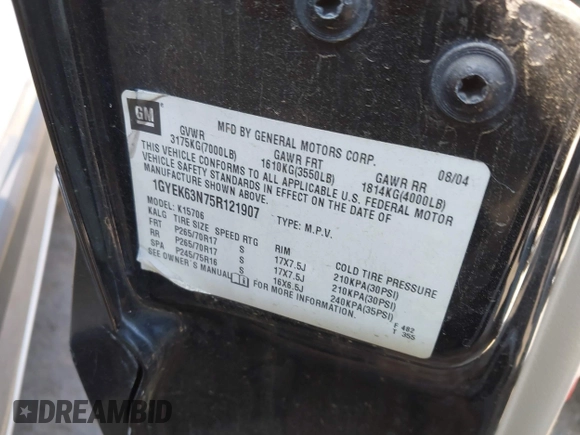 GM
MFD BY GENERAL MOTORS CORP. 08/04
GVWR GAWR FRT GAWR RR
3175KG(7000LB) 1610KG(3550LB) 1814KG(4000LB)
THIS VEHICLE CONFORMS TO ALL APPLICABLE U.S. FEDERAL MOTOR
VEHICLE SAFETY STANDARDS IN EFFECT ON THE DATE OF
1GYEK63N75R121907 TYPE: M.P.V.
MODEL: K15706
KALG TIRE SIZE SPEED RTG RIM COLD TIRE PRESSURE
FRT P265/70R17 S 17X7.5J 210KPA(30PSI)
RR P265/70R17 S 17X7.5J 210KPA(30PSI)
SPA P245/75R16 S 16X6.5J 240KPA(35PSI)
SEE OWNER'S MANUAL FOR MORE INFORMATION.
F 482
T 355
DREAMBID